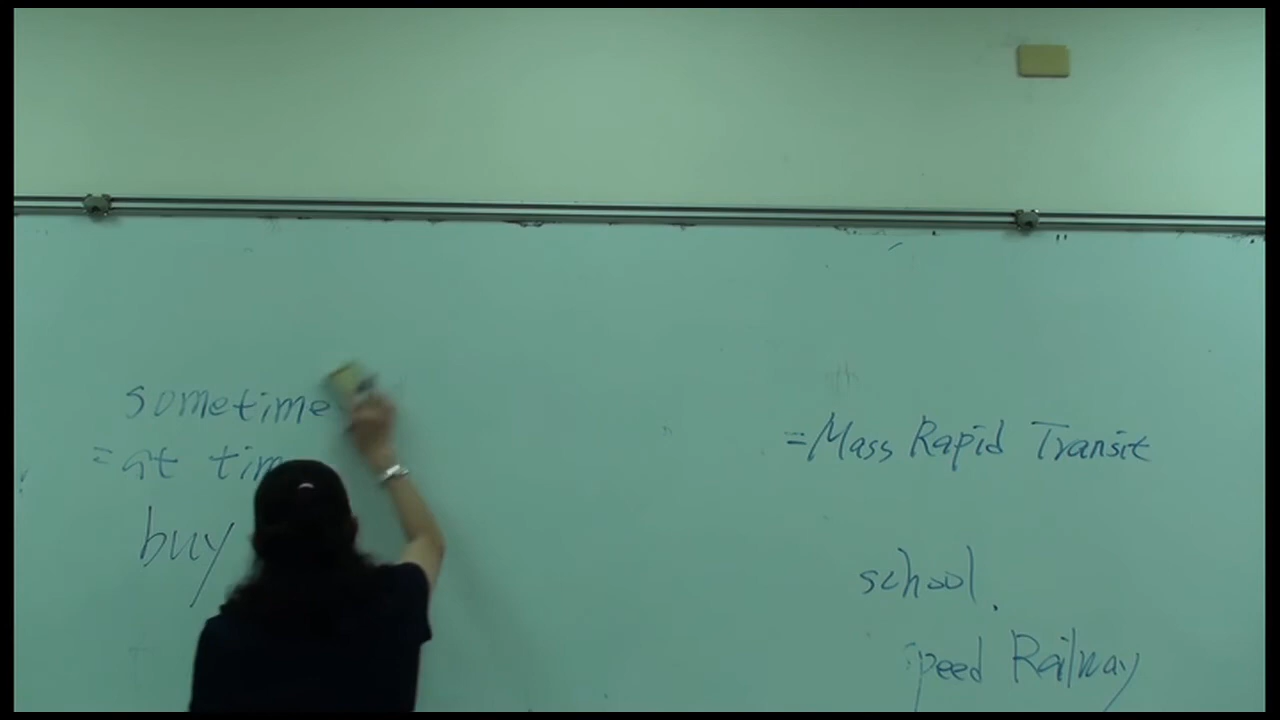 sometime
= at tim
buy
= Mass Rapid Transit
school.
peed Railway